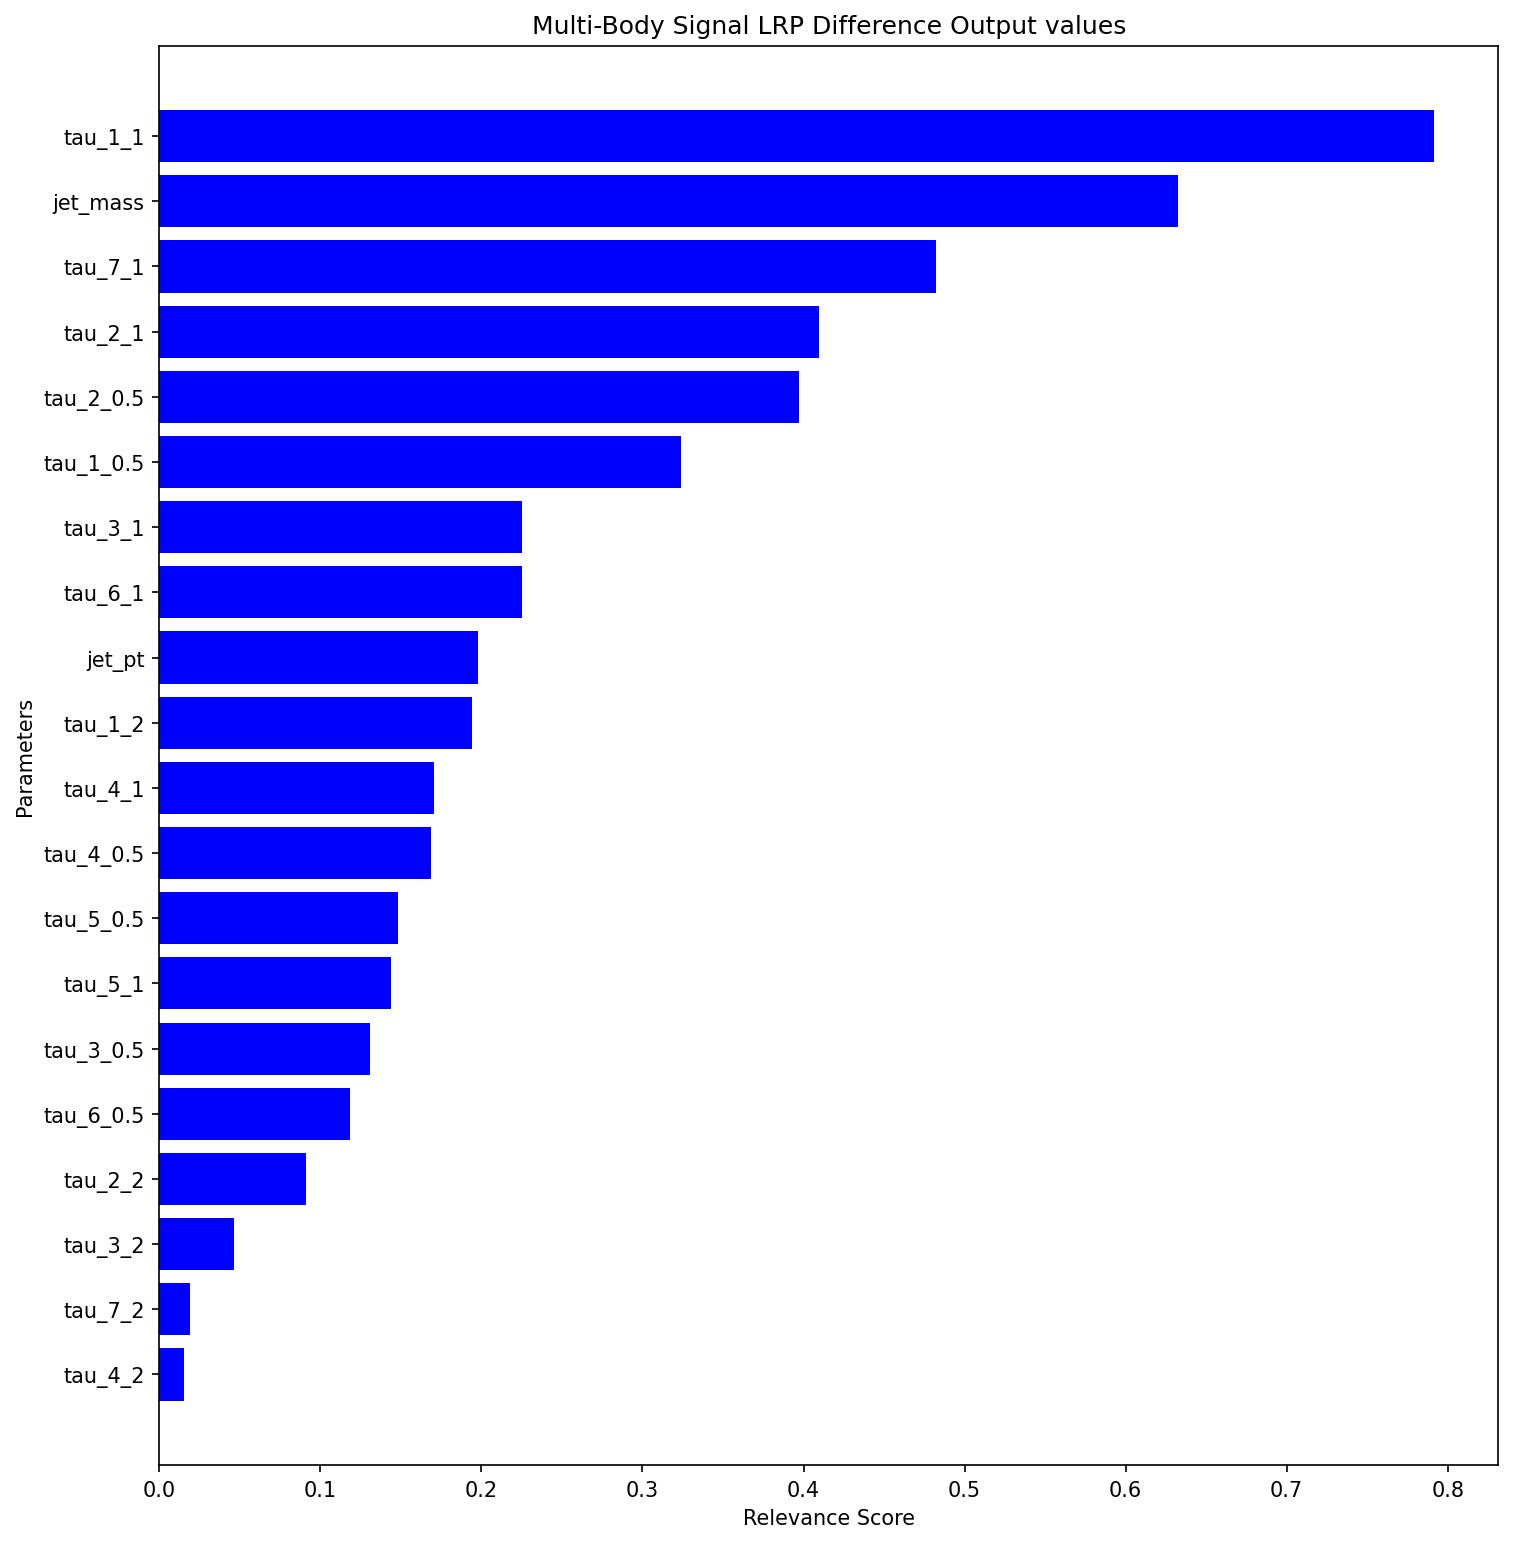 Multi-Body Signal LRP Difference Output values
tau_1_1
jet_mass
tau_7_1
tau_2_1
tau_2_0.5
tau_1_0.5
tau_3_1
tau_6_1
jet_pt
tau_1_2
tau_4_1
tau_4_0.5
tau_5_0.5
tau_5_1
tau_3_0.5
tau_6_0.5
tau_2_2
tau_3_2
tau_7_2
tau_4_2
Parameters
0.0 0.1 0.2 0.3 0.4 0.5 0.6 0.7 0.8
Relevance Score